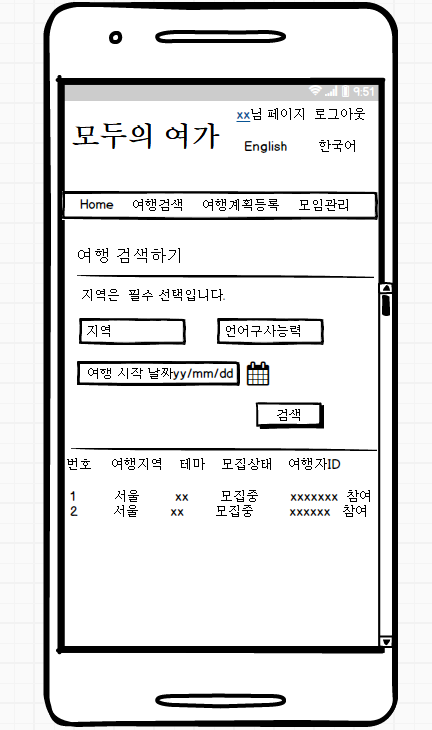 9:51
xx님 페이지 로그아웃
모두의 여가
English 한국어
Home 여행검색 여행계획등록 모임관리
여행 검색하기
지역은 필수 선택입니다.
지역 언어구사능력
여행 시작 날짜yy/mm/dd
검색
번호 여행지역 테마 모집상태 여행자ID
1 서울 xx 모집중 xxxxxxx 참여
2 서울 xx 모집중 xxxxxx 참여